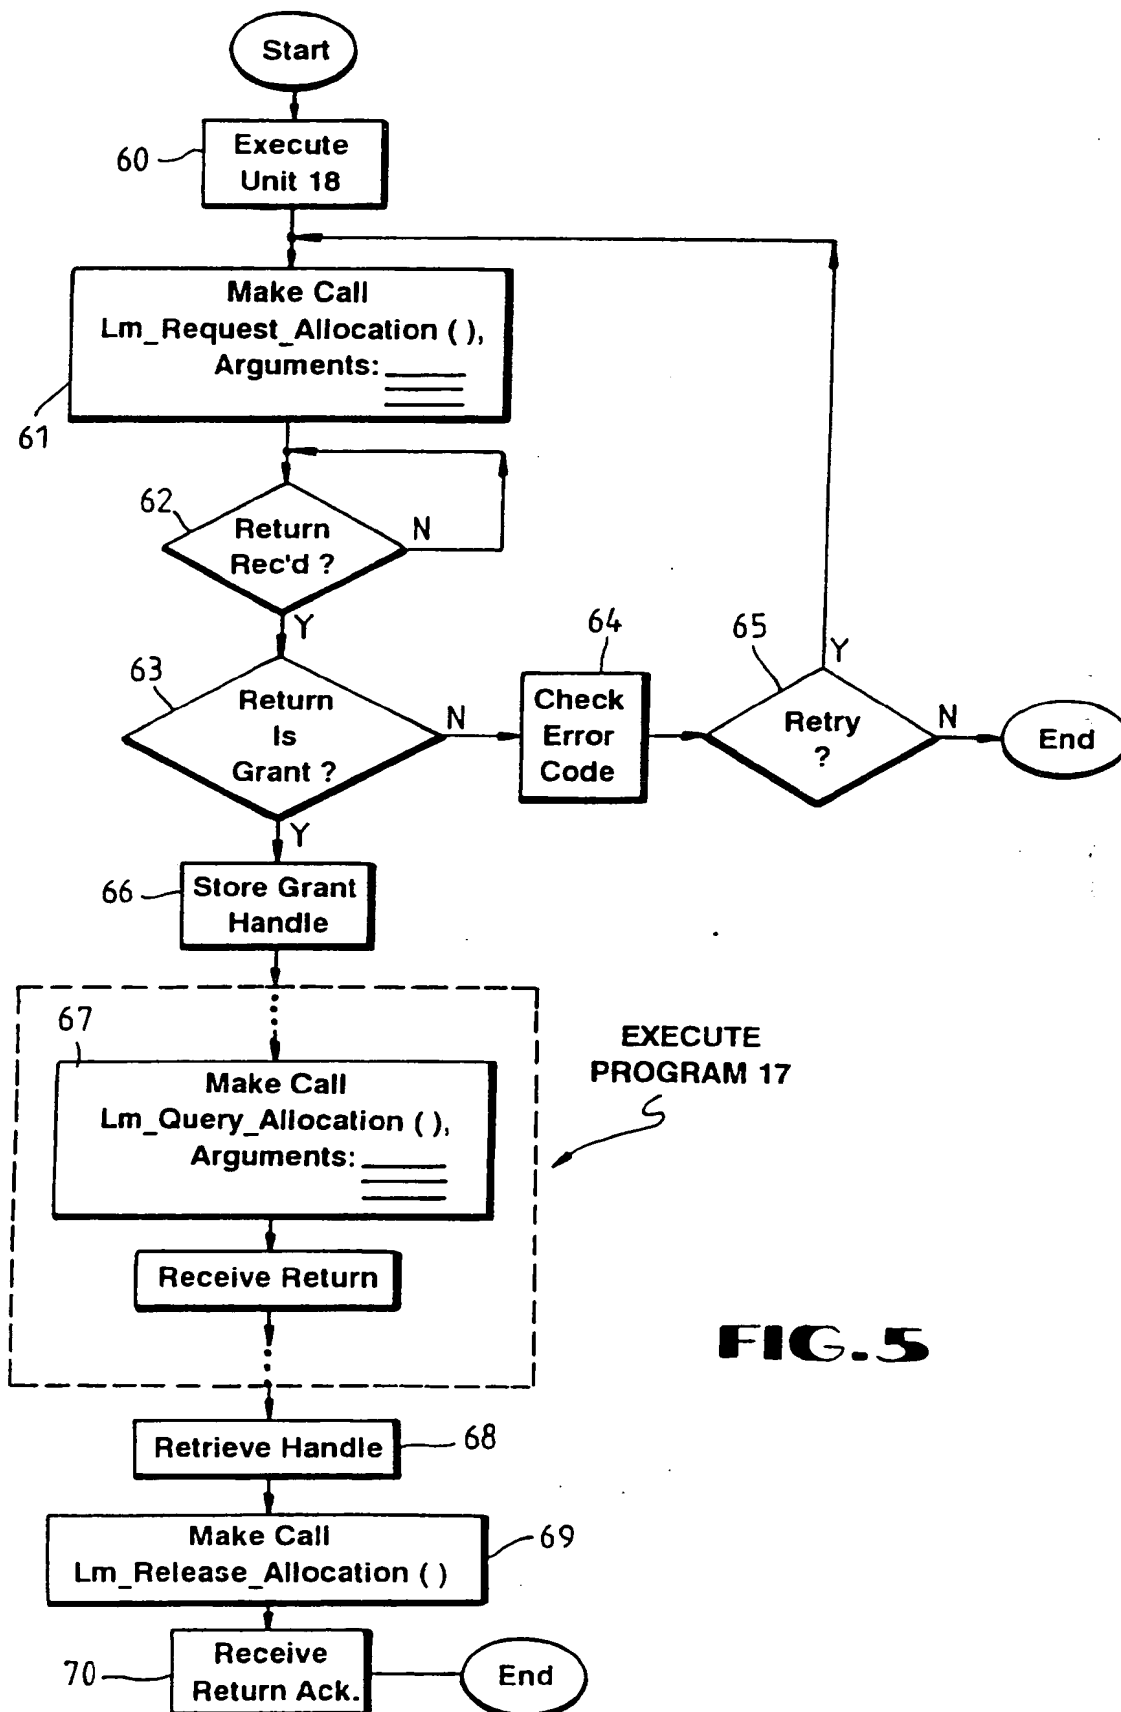 Start
60
Execute
Unit 18
Make Call
Lm_Request_Allocation ( ),
Arguments:
61
62
Return
Rec'd ?
N
Y
63
Return
Is
Grant ?
N
Y
64
Check
Error
Code
65
Retry
?
Y
N
End
66
Store Grant
Handle
67
Make Call
Lm_Query_Allocation ( ),
Arguments:
Receive Return
EXECUTE
PROGRAM 17
FIG.5
Retrieve Handle
68
Make Call
Lm_Release_Allocation ( )
69
70
Receive
Return Ack.
End